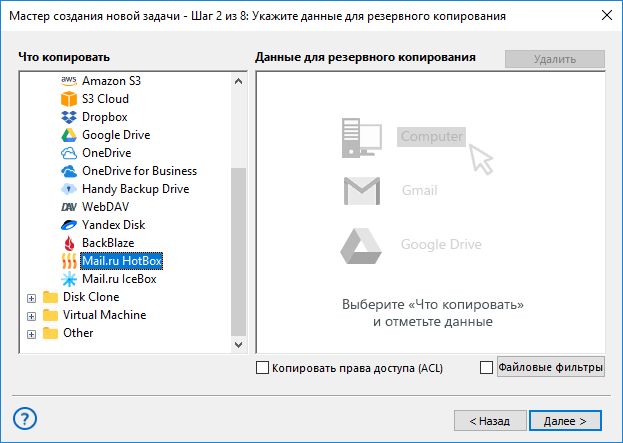 Мастер создания новой задачи - Шаг 2 из 8: Укажите данные для резервного копирования
Что копировать
Данные для резервного копирования
Удалить
aws Amazon S3
S3 Cloud
Dropbox
Google Drive
OneDrive
OneDrive for Business
Handy Backup Drive
DAV WebDAV
Yandex Disk
BackBlaze
Mail.ru HotBox
Mail.ru IceBox
Disk Clone
Virtual Machine
Other
Computer
Gmail
Google Drive
Выберите «Что копировать»
и отметьте данные
Копировать права доступа (ACL)
Файловые фильтры
?
< Назад
Далее >